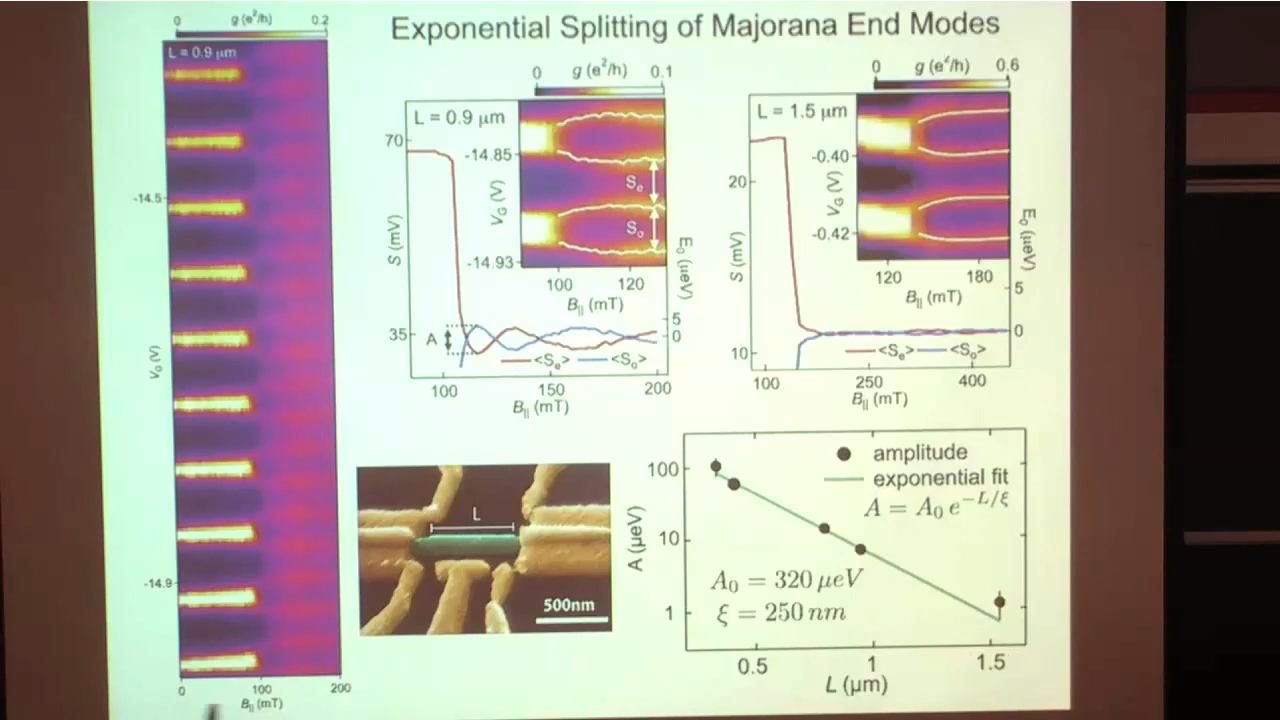 Exponential Splitting of Majorana End Modes
0 g (e²/h) 0.2
L = 0.9 μm
-14.5
V_G (V)
-14.9
0 100 200
B_|| (mT)
0 g (e²/h) 0.1
L = 0.9 μm
70
35
S (mV)
-14.85
V_G (V)
-14.93
S_e
S_o
100 120
B_|| (mT)
E_0 (μeV)
5
0
A
<S_e> <S_o>
100 150 200
B_|| (mT)
0 g (e²/h) 0.6
L = 1.5 μm
20
10
S (mV)
-0.40
V_G (V)
-0.42
120 180
B_|| (mT)
E_0 (μeV)
5
0
<S_e> <S_o>
100 250 400
B_|| (mT)
L
500nm
amplitude
exponential fit
A = A_0 e^{-L/ξ}
A_0 = 320 μeV
ξ = 250 nm
100
10
1
A (μeV)
0.5 1 1.5
L (μm)